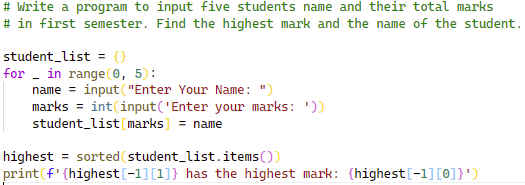 # Write a program to input five students name and their total marks
# in first semester. Find the highest mark and the name of the student.
student_list = {}
for _ in range(0, 5):
    name = input("Enter Your Name: ")
    marks = int(input('Enter your marks: '))
    student_list[marks] = name
highest = sorted(student_list.items())
print(f'{highest[-1][1]} has the highest mark: {highest[-1][0]}')